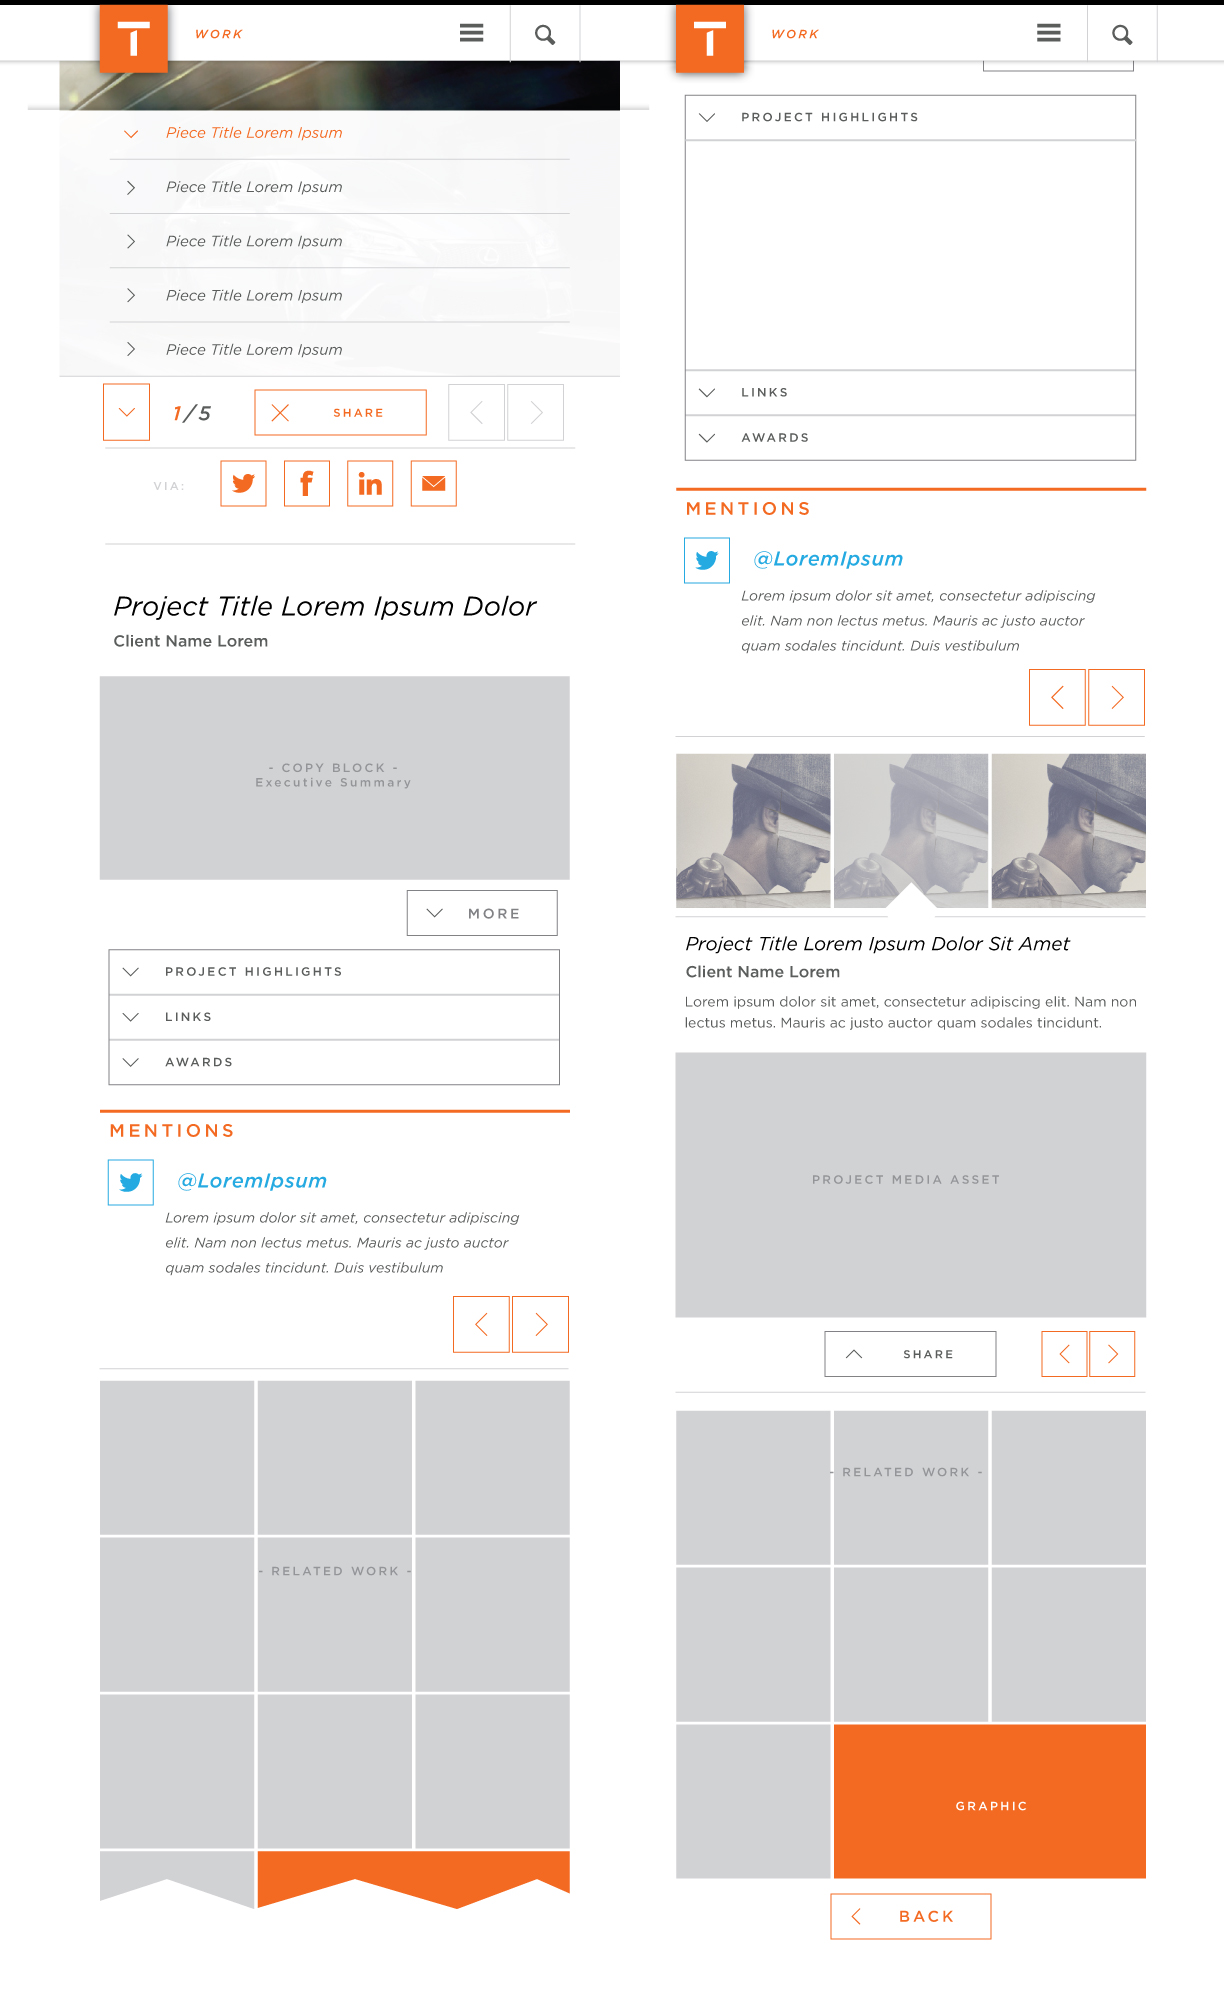 T
WORK
Piece Title Lorem Ipsum
Piece Title Lorem Ipsum
Piece Title Lorem Ipsum
Piece Title Lorem Ipsum
Piece Title Lorem Ipsum
1/5
SHARE
VIA:
f
in
Project Title Lorem Ipsum Dolor
Client Name Lorem
- COPY BLOCK -
Executive Summary
MORE
PROJECT HIGHLIGHTS
LINKS
AWARDS
MENTIONS
@LoremIpsum
Lorem ipsum dolor sit amet, consectetur adipiscing
elit. Nam non lectus metus. Mauris ac justo auctor
quam sodales tincidunt. Duis vestibulum
- RELATED WORK -
T
WORK
PROJECT HIGHLIGHTS
LINKS
AWARDS
MENTIONS
@LoremIpsum
Lorem ipsum dolor sit amet, consectetur adipiscing
elit. Nam non lectus metus. Mauris ac justo auctor
quam sodales tincidunt. Duis vestibulum
Project Title Lorem Ipsum Dolor Sit Amet
Client Name Lorem
Lorem ipsum dolor sit amet, consectetur adipiscing elit. Nam non
lectus metus. Mauris ac justo auctor quam sodales tincidunt.
PROJECT MEDIA ASSET
SHARE
- RELATED WORK -
GRAPHIC
BACK